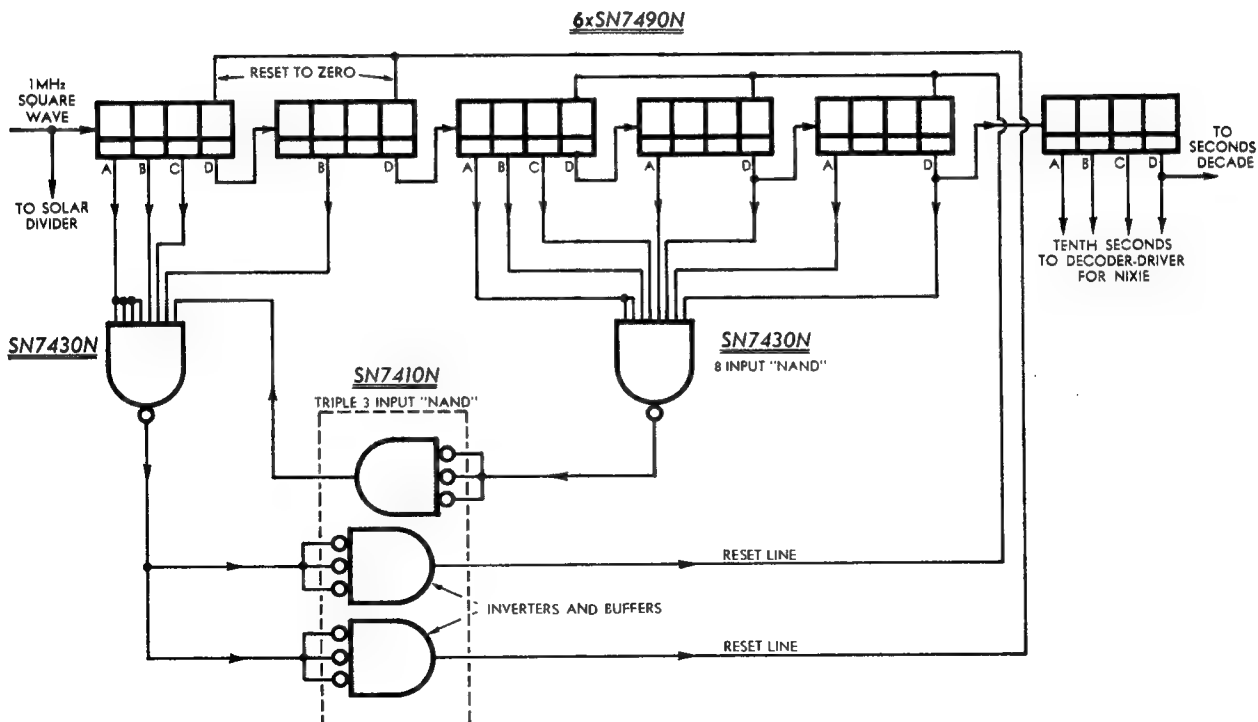 6xSN7490N
RESET TO ZERO
1MHz
SQUARE
WAVE
A B C D
B D
A B C D
A D
A D
A B C D
TO
SECONDS
DECADE
TO SOLAR
DIVIDER
TENTH SECONDS
TO DECODER-DRIVER
FOR NIXIE
SN7430N
SN7430N
8 INPUT "NAND"
SN7410N
TRIPLE 3 INPUT "NAND"
RESET LINE
INVERTERS AND BUFFERS
RESET LINE